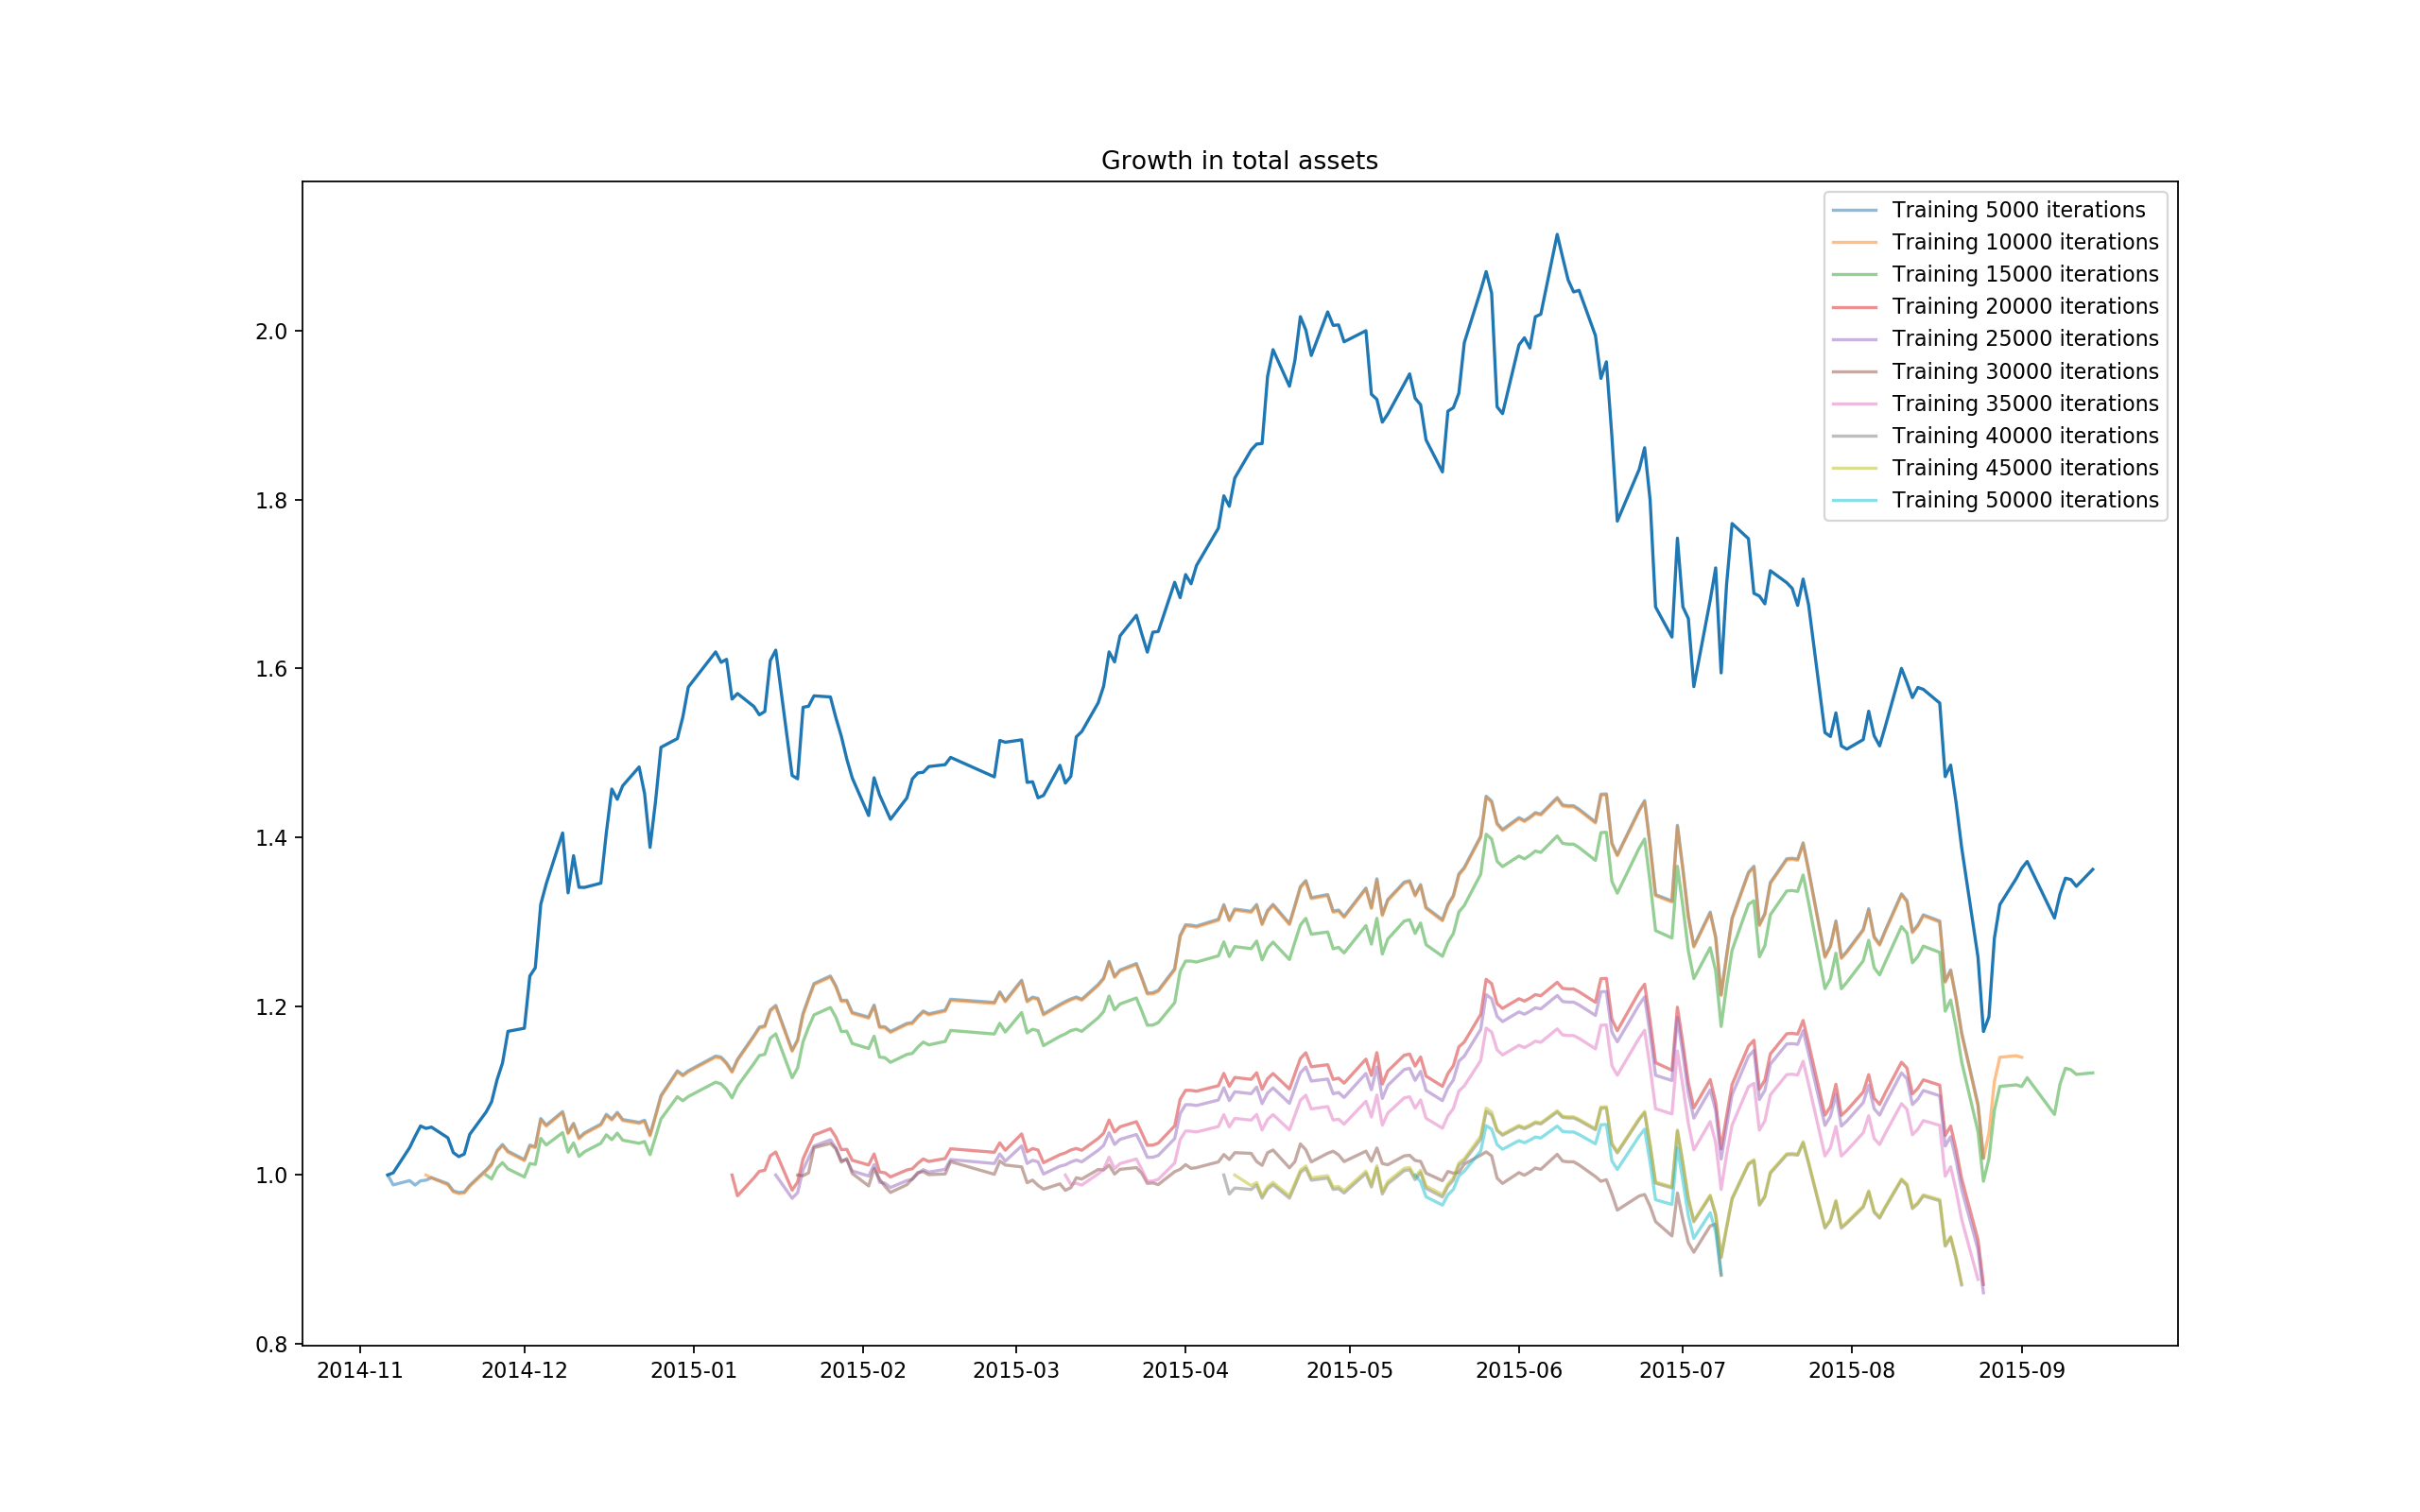 Growth in total assets
Training 5000 iterations
Training 10000 iterations
Training 15000 iterations
Training 20000 iterations
Training 25000 iterations
Training 30000 iterations
Training 35000 iterations
Training 40000 iterations
Training 45000 iterations
Training 50000 iterations
2.0
1.8
1.6
1.4
1.2
1.0
0.8
2014-11 2014-12 2015-01 2015-02 2015-03 2015-04 2015-05 2015-06 2015-07 2015-08 2015-09